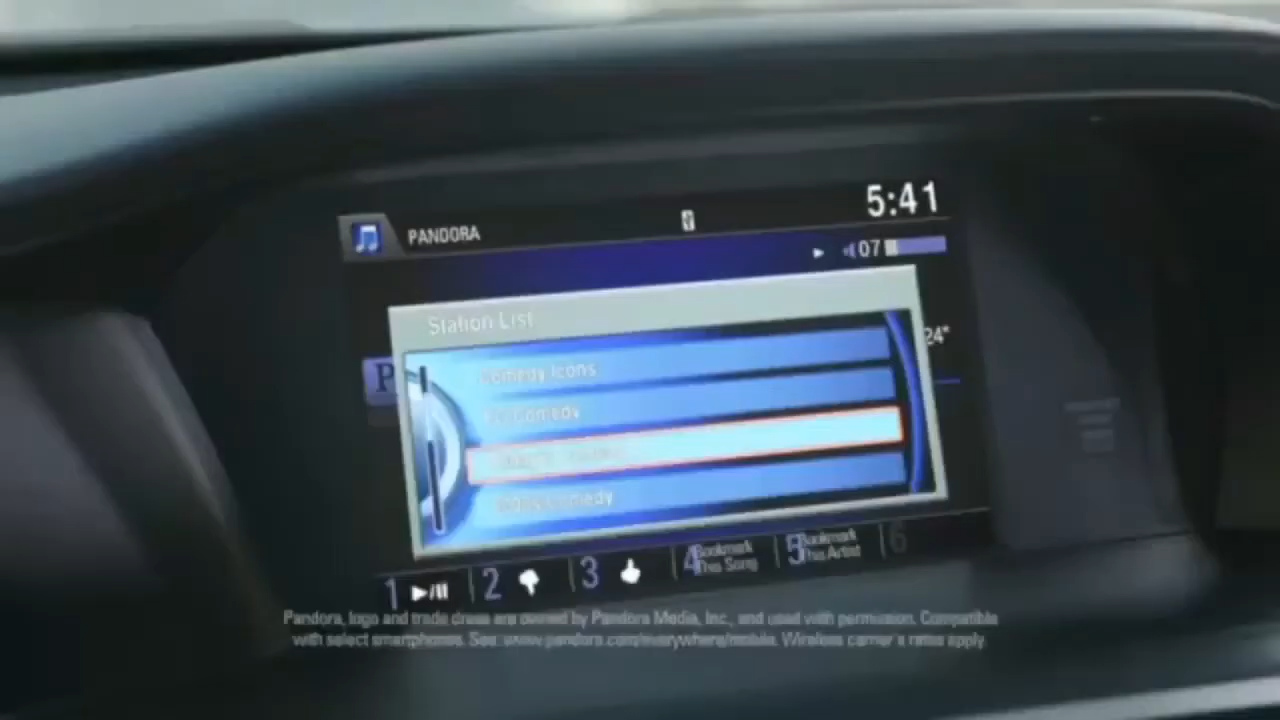 5:41
PANDORA
07
Station List
24°
P
Comedy Icons
Comedy
Comedy
1 2 3 4 Bookmark This Song 5 Bookmark This Artist 6
Pandora, logo and trade dress are owned by Pandora Media, Inc., and used with permission. Compatible
with select smartphones. See www.pandora.com/everywhere/mobile. Wireless carrier's rates apply.